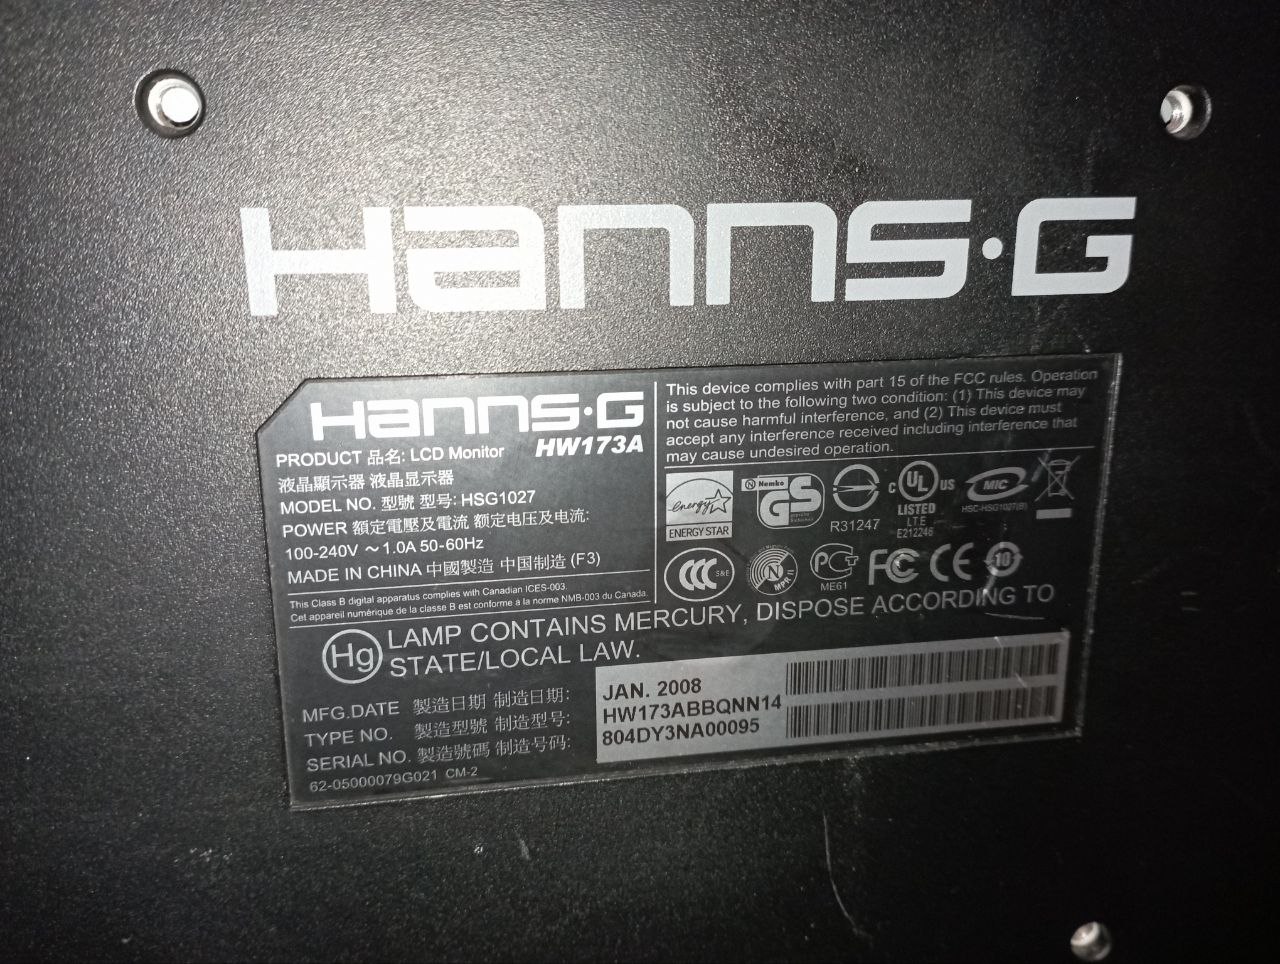 Hanns·G
Hanns·G
HW173A
PRODUCT 品名: LCD Monitor
液晶顯示器 液晶显示器
MODEL NO. 型號 型号: HSG1027
POWER 額定電壓及電流 额定电压及电流:
100-240V ～ 1.0A 50-60Hz
MADE IN CHINA 中國製造 中国制造 (F3)
This Class B digital apparatus complies with Canadian ICES-003.
Cet appareil numérique de la classe B est conforme à la norme NMB-003 du Canada.
This device complies with part 15 of the FCC rules. Operation
is subject to the following two condition: (1) This device may
not cause harmful interference, and (2) This device must
accept any interference received including interference that
may cause undesired operation.
energy
ENERGY STAR
N Nemko
GS
R31247
C UL US
LISTED
LTE
E212246
MIC
HSC-HSG1027(B)
CCC S&E
N
MPR II
PCT
ME61
FC CE 10
Hg LAMP CONTAINS MERCURY, DISPOSE ACCORDING TO
STATE/LOCAL LAW.
MFG.DATE 製造日期 制造日期: JAN. 2008
TYPE NO. 製造型號 制造型号: HW173ABBQNN14
SERIAL NO. 製造號碼 制造号码: 804DY3NA00095
62-05000079G021 CM-2